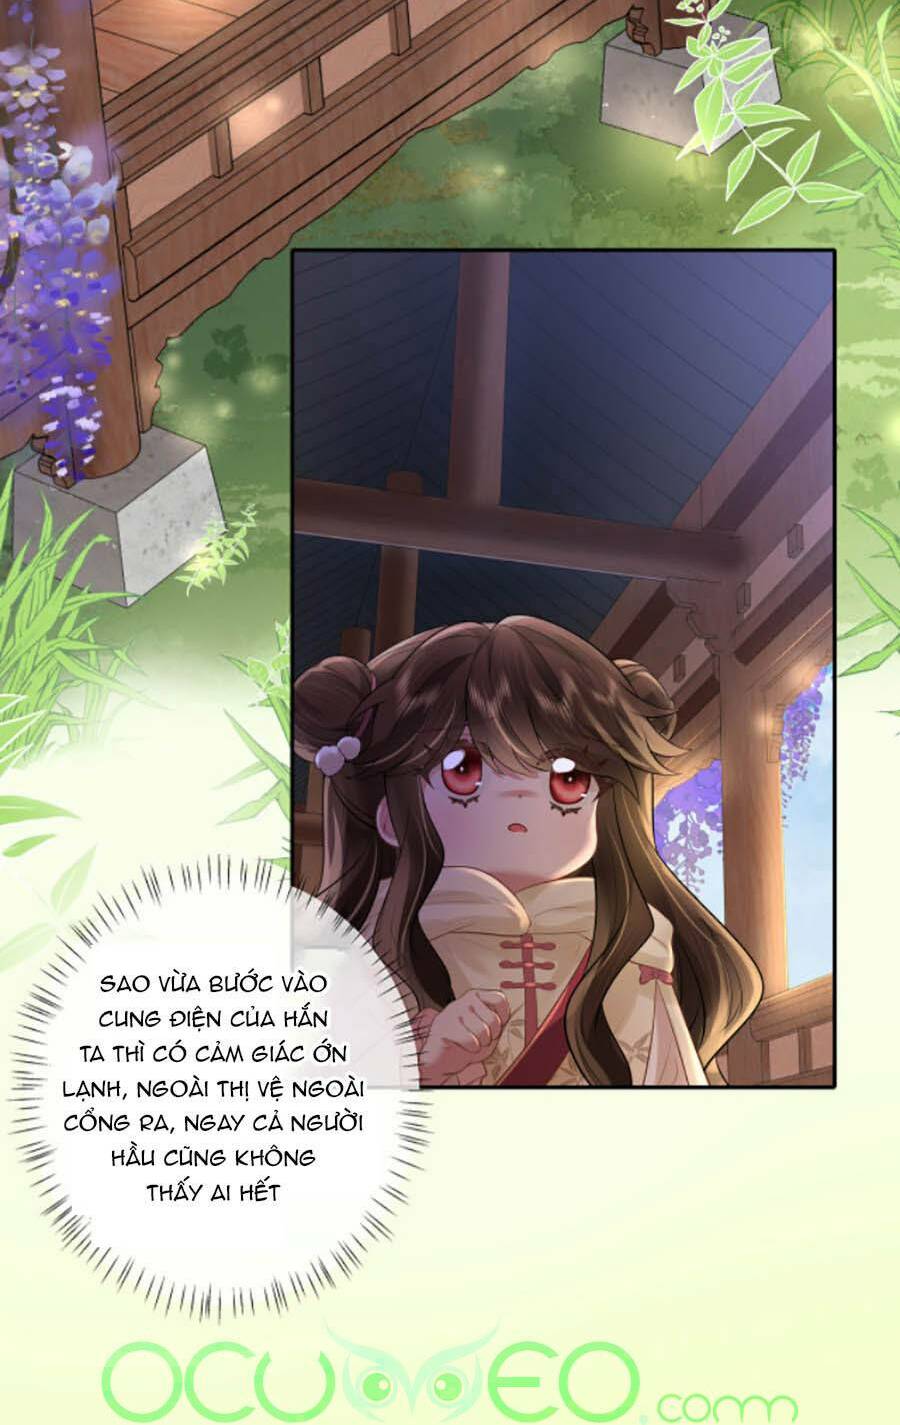 SAO VỪA BƯỚC VÀO
CUNG ĐIỆN CỦA HẮN
TA THÌ CÓ CẢM GIÁC ỚN
LẠNH, NGOÀI THỊ VỆ NGOÀI
CỔNG RA, NGAY CẢ NGƯỜI
HẦU CŨNG KHÔNG
THẤY AI HẾT
OCUMEO.com